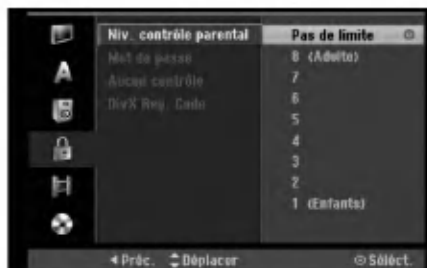 Niv. contrôle parental
Pas de limite
Mot de passe
8 (Adulte)
Aucun contrôle
7
DivX Reg. Code
6
5
4
3
2
1 (Enfants)
Préc. Déplacer Séléct.